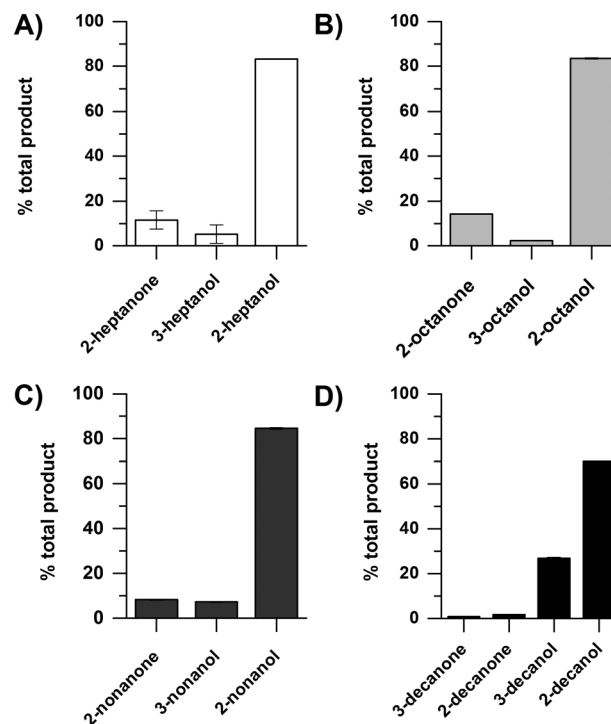 A)
% total product
100
80
60
40
20
0
2-heptanone
3-heptanol
2-heptanol
B)
% total product
100
80
60
40
20
0
2-octanone
3-octanol
2-octanol
C)
% total product
100
80
60
40
20
0
2-nonanone
3-nonanol
2-nonanol
D)
% total product
100
80
60
40
20
0
3-decanone
2-decanone
3-decanol
2-decanol